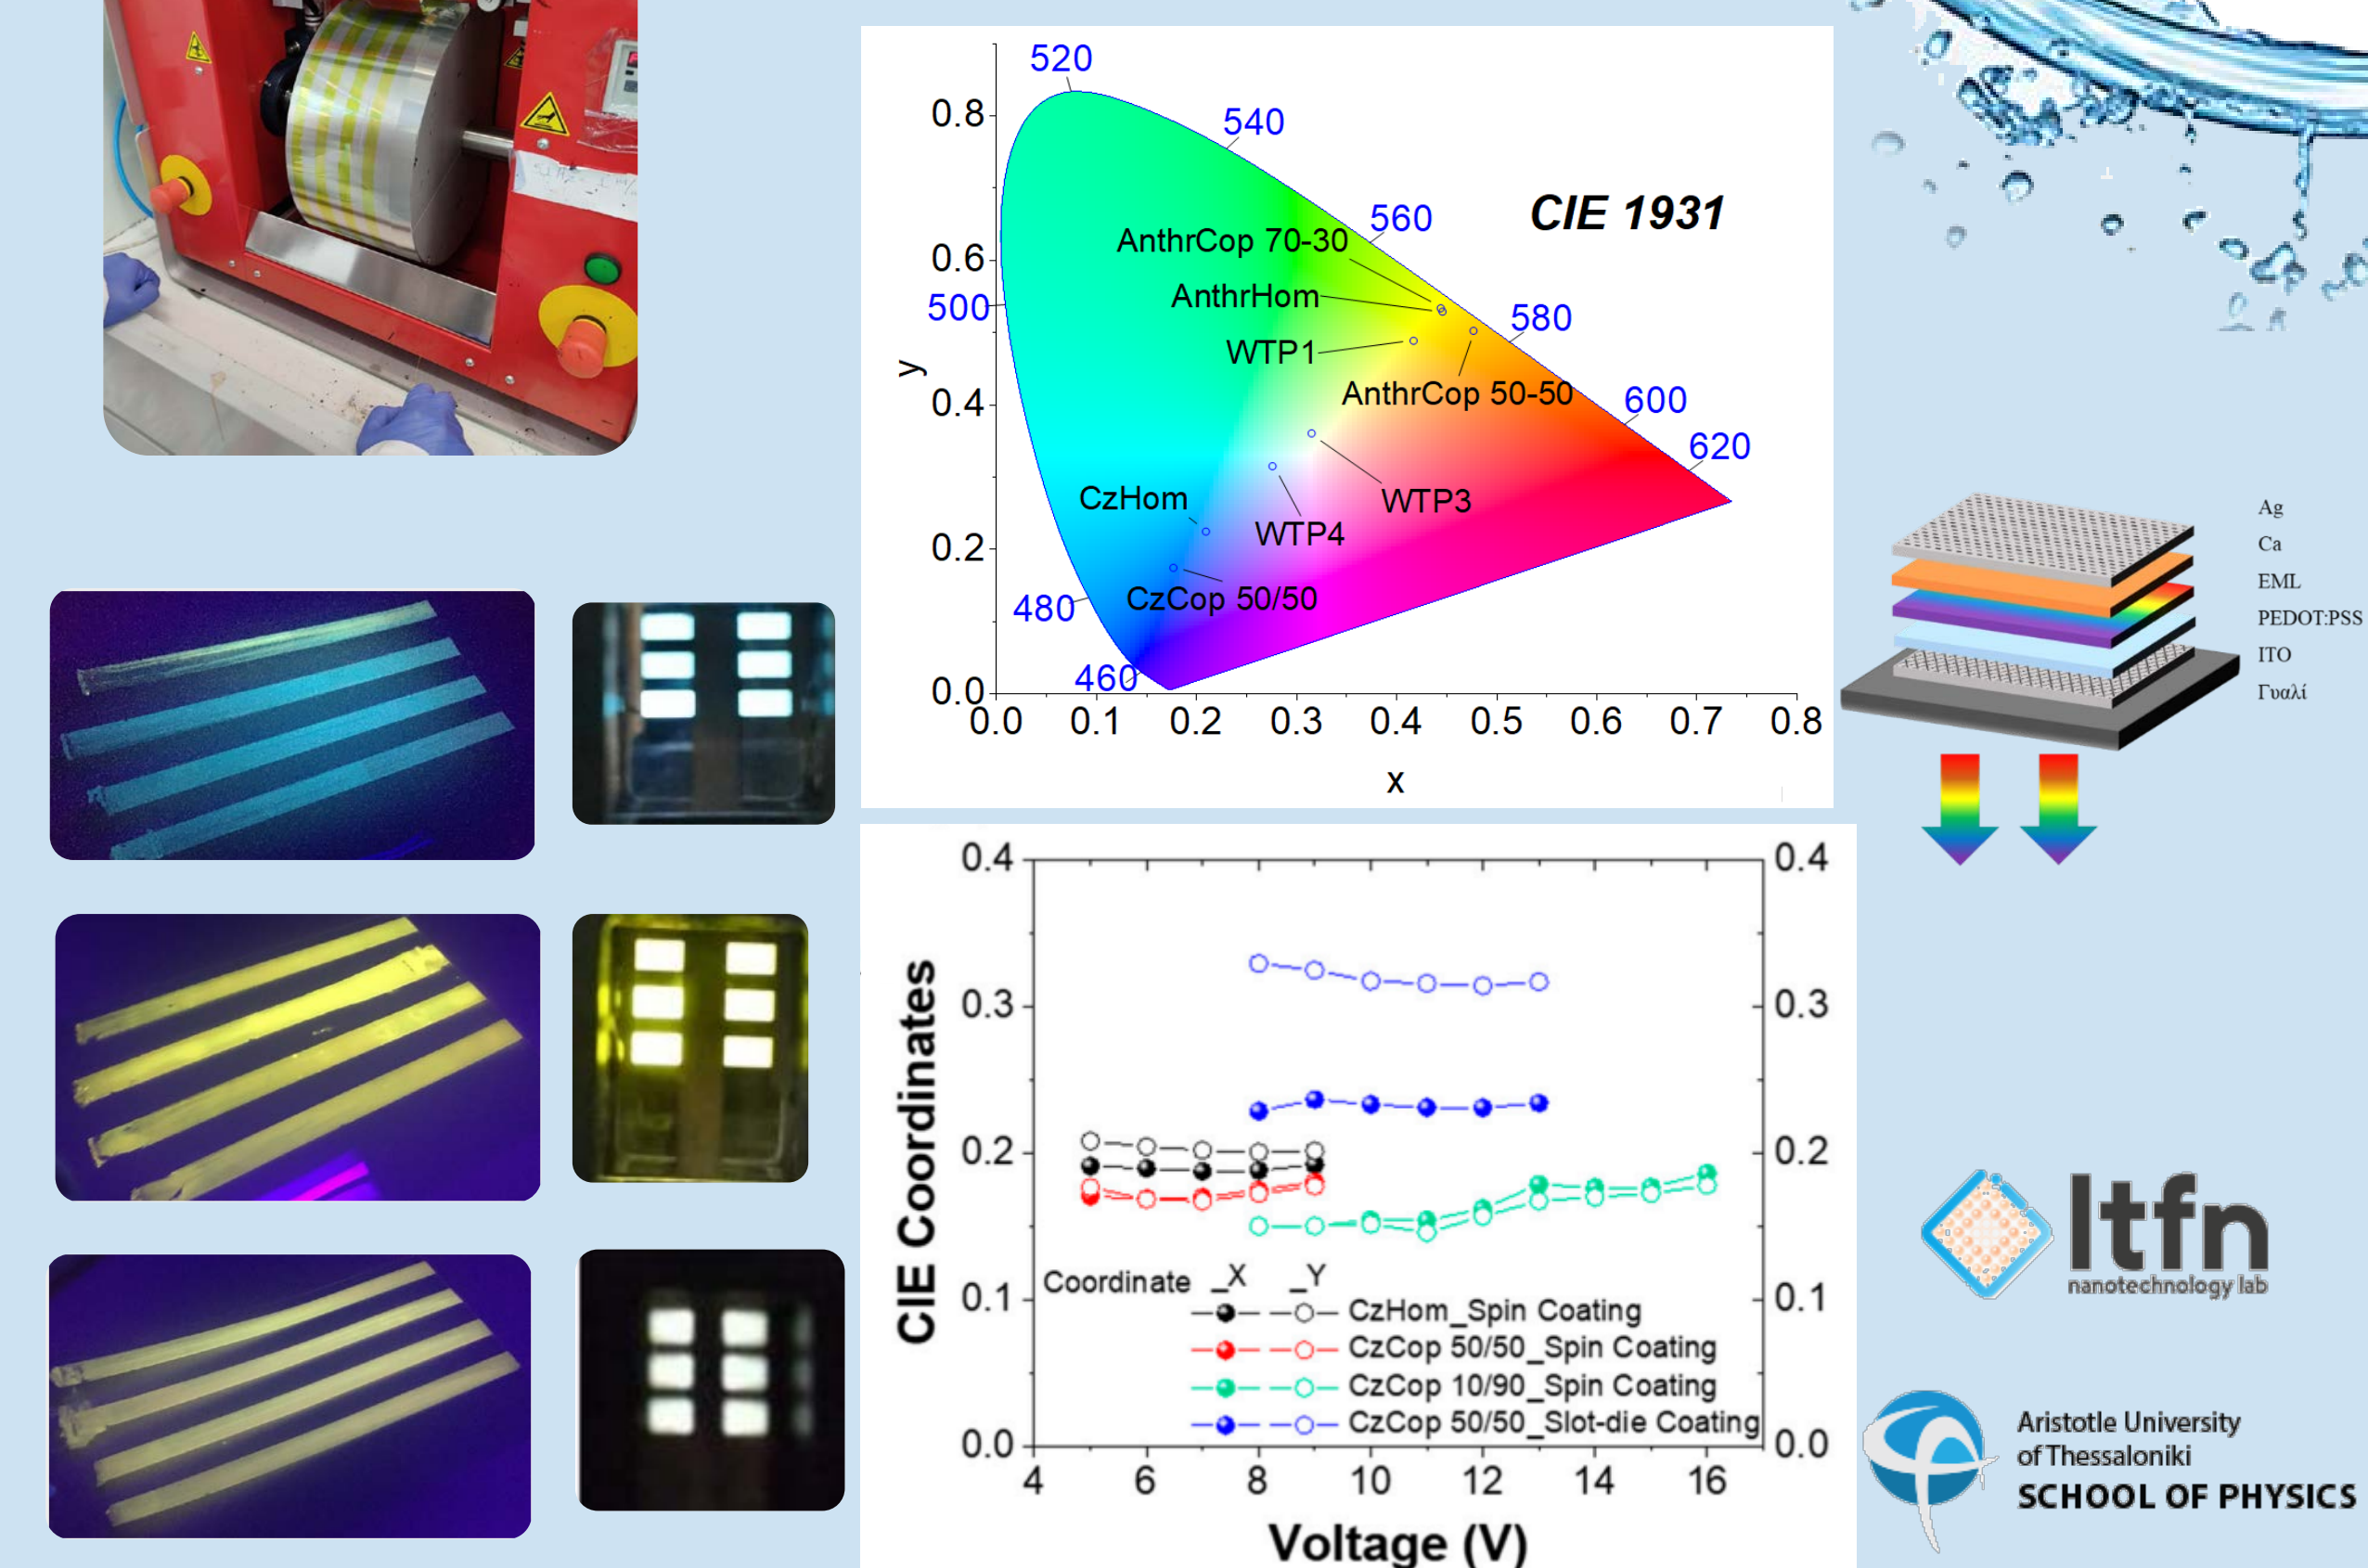 CIE 1931
520
540
560
580
600
620
500
480
460
AnthrCop 70-30
AnthrHom
WTP1
AnthrCop 50-50
WTP3
WTP4
CzHom
CzCop 50/50
y
0.8
0.6
0.4
0.2
0.0
0.0 0.1 0.2 0.3 0.4 0.5 0.6 0.7 0.8
x
Ag
Ca
EML
PEDOT:PSS
ITO
Γυαλί
CIE Coordinates
0.4
0.3
0.2
0.1
0.0
0.4
0.3
0.2
0.1
0.0
Coordinate _X _Y
CzHom_Spin Coating
CzCop 50/50_Spin Coating
CzCop 10/90_Spin Coating
CzCop 50/50_Slot-die Coating
4 6 8 10 12 14 16
Voltage (V)
ltfn
nanotechnology lab
Aristotle University
of Thessaloniki
SCHOOL OF PHYSICS